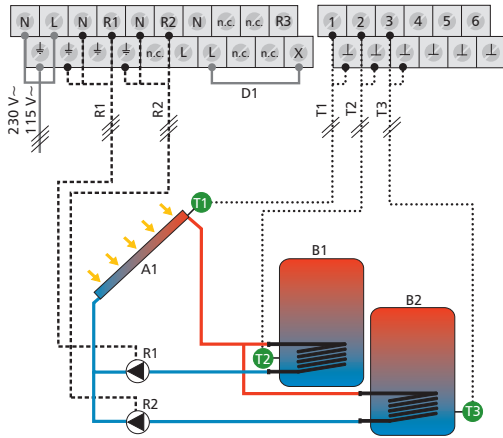 N L N R1 N R2 N n.c. R3
n.c. L L n.c. n.c. X
D1
1 2 3 4 5 6
230 V~
115 V~
R1
R2
T1
T2
T3
T1
A1
B1
B2
R1
T2
R2
T3